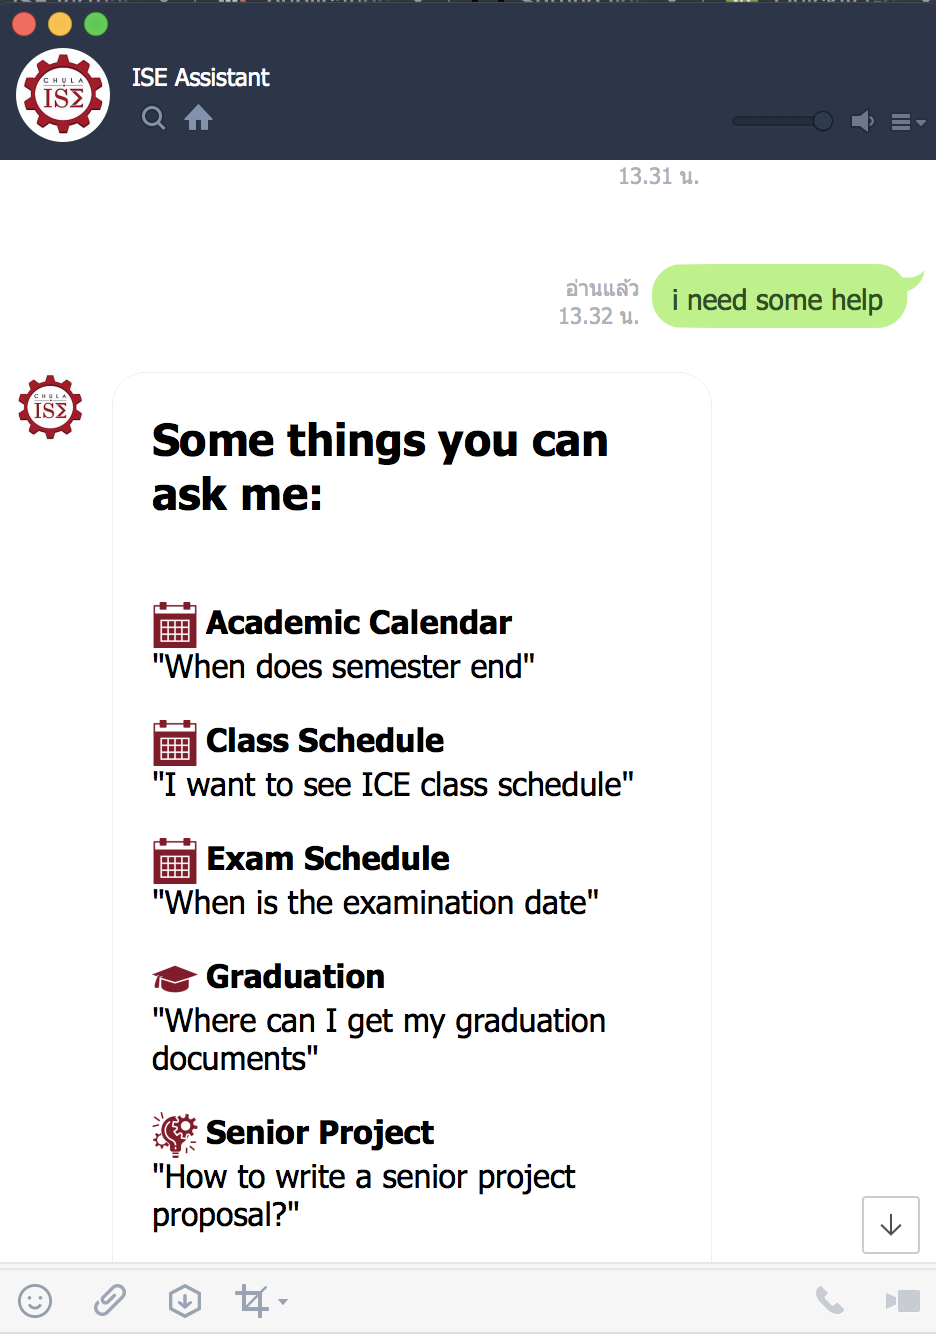 CHULA
ISE
ISE Assistant
13.31 น.
อ่านแล้ว
13.32 น.
i need some help
CHULA
ISE
Some things you can
ask me:
Academic Calendar
"When does semester end"
Class Schedule
"I want to see ICE class schedule"
Exam Schedule
"When is the examination date"
Graduation
"Where can I get my graduation
documents"
Senior Project
"How to write a senior project
proposal?"